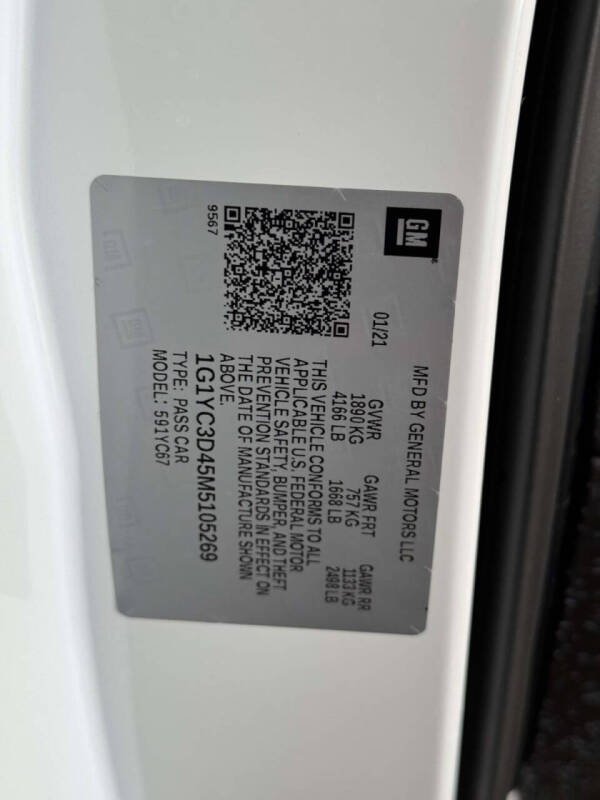 GM
MFD BY GENERAL MOTORS LLC
01/21
GVWR GAWR FRT GAWR RR
1890 KG 757 KG 1133 KG
4166 LB 1668 LB 2498 LB
THIS VEHICLE CONFORMS TO ALL
APPLICABLE U.S. FEDERAL MOTOR
VEHICLE SAFETY, BUMPER, AND THEFT
PREVENTION STANDARDS IN EFFECT ON
THE DATE OF MANUFACTURE SHOWN
ABOVE.
9567
1G1YC3D45M5105269
TYPE: PASS CAR
MODEL: 591YC67